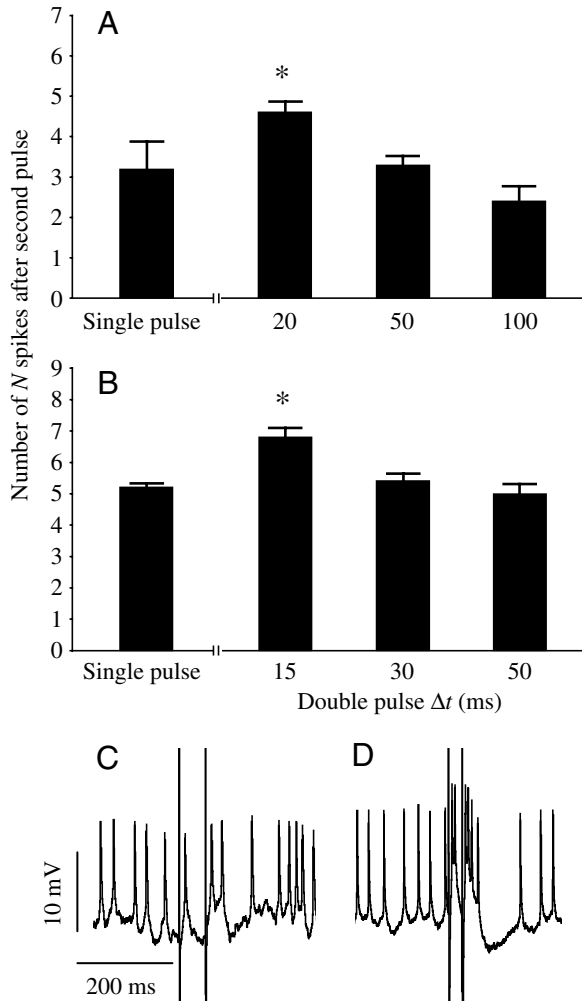 Number of N spikes after second pulse
A
7
6
5
4
3
2
1
0
*
Single pulse 20 50 100
B
9
8
7
6
5
4
3
2
1
0
*
Single pulse 15 30 50
Double pulse Δt (ms)
C D
10 mV
200 ms